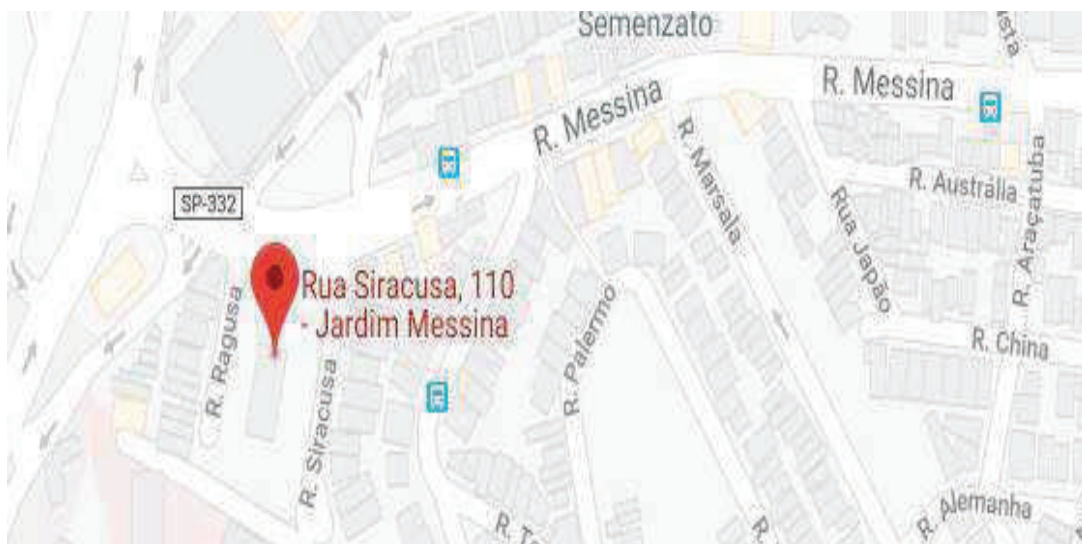 Semenzato
R. Messina
R. Messina
R. Marsala
R. Austrália
R. Araçatuba
SP-332
Rua Japão
Rua Siracusa, 110
- Jardim Messina
R. Ragusa
R. Siracusa
R. Palermo
R. China
Alemanha